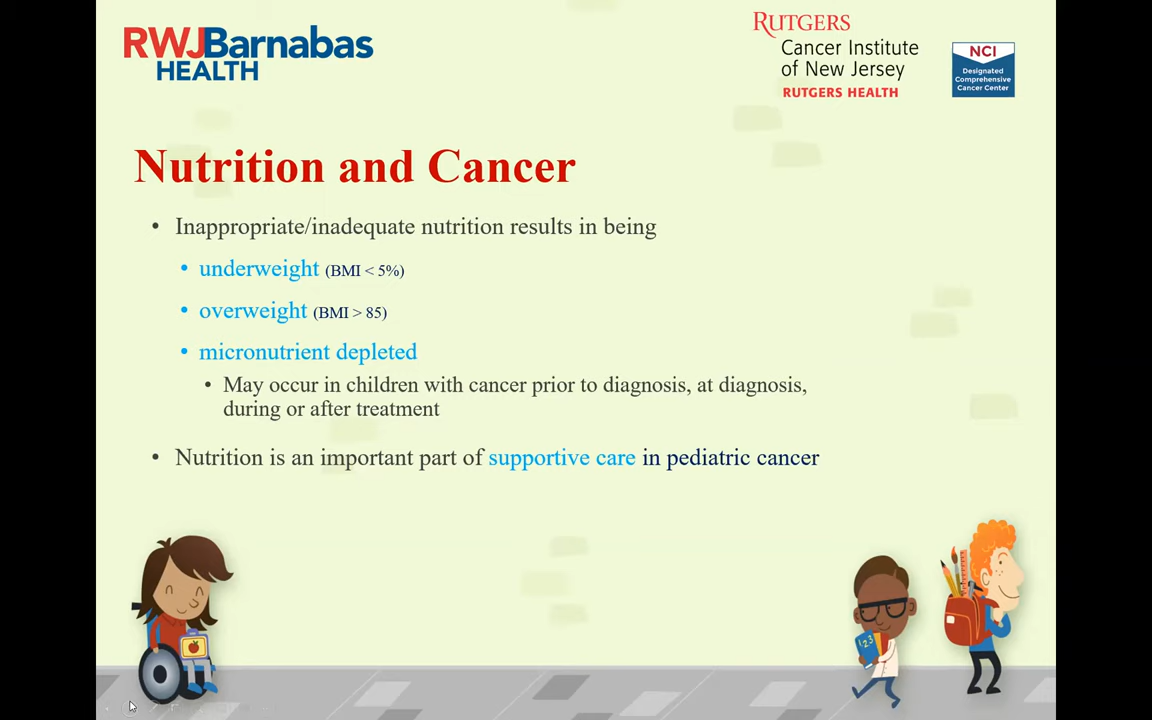 RWJBarnabas
HEALTH
RUTGERS
Cancer Institute
of New Jersey
RUTGERS HEALTH
NCI
Designated
Comprehensive
Cancer Center
Nutrition and Cancer
• Inappropriate/inadequate nutrition results in being
• underweight (BMI < 5%)
• overweight (BMI > 85)
• micronutrient depleted
• May occur in children with cancer prior to diagnosis, at diagnosis,
during or after treatment
• Nutrition is an important part of supportive care in pediatric cancer
123